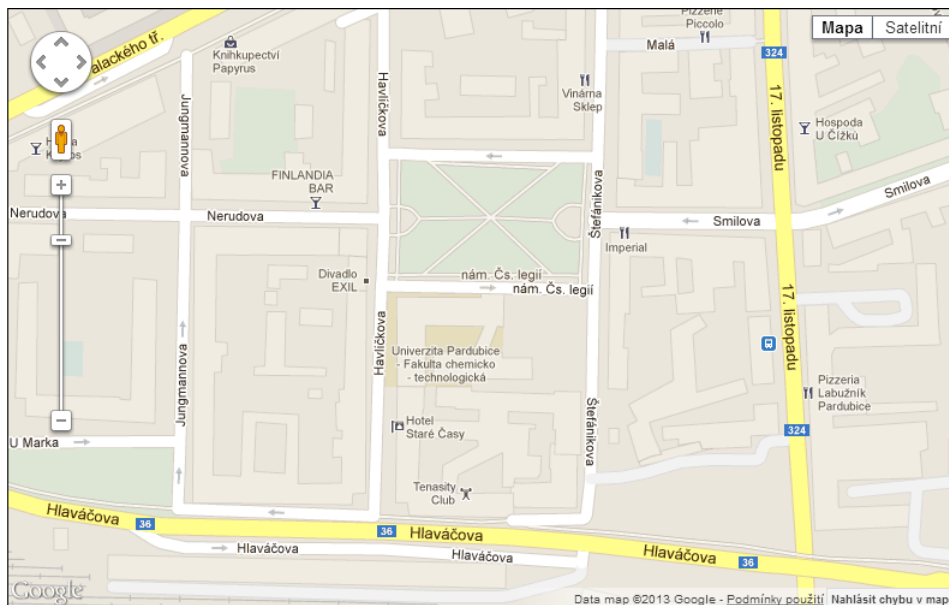 Pizzerie
Piccolo
Mapa
Satelitní
alackého tř.
Knihkupectví
Papyrus
Malá
324
Havlíčkova
Vinárna
Sklep
17. listopadu
Jungmannova
Hospoda
U Čížků
FINLANDIA
BAR
Štefánikova
Smilova
Nerudova
Nerudova
Smilova
Imperial
Divadlo
EXIL
nám. Čs. legií
nám. Čs. legií
17. listopadu
Havlíčkova
Univerzita Pardubice
- Fakulta chemicko
- technologická
Jungmannova
Pizzeria
Labužník
Pardubice
Štefánikova
Hotel
Staré Časy
324
U Marka
Tenasity
Club
Hlaváčova
36
36
Hlaváčova
Hlaváčova
Hlaváčova
Hlaváčova
36
Google
Data map ©2013 Google - Podmínky použití
Nahlásit chybu v map